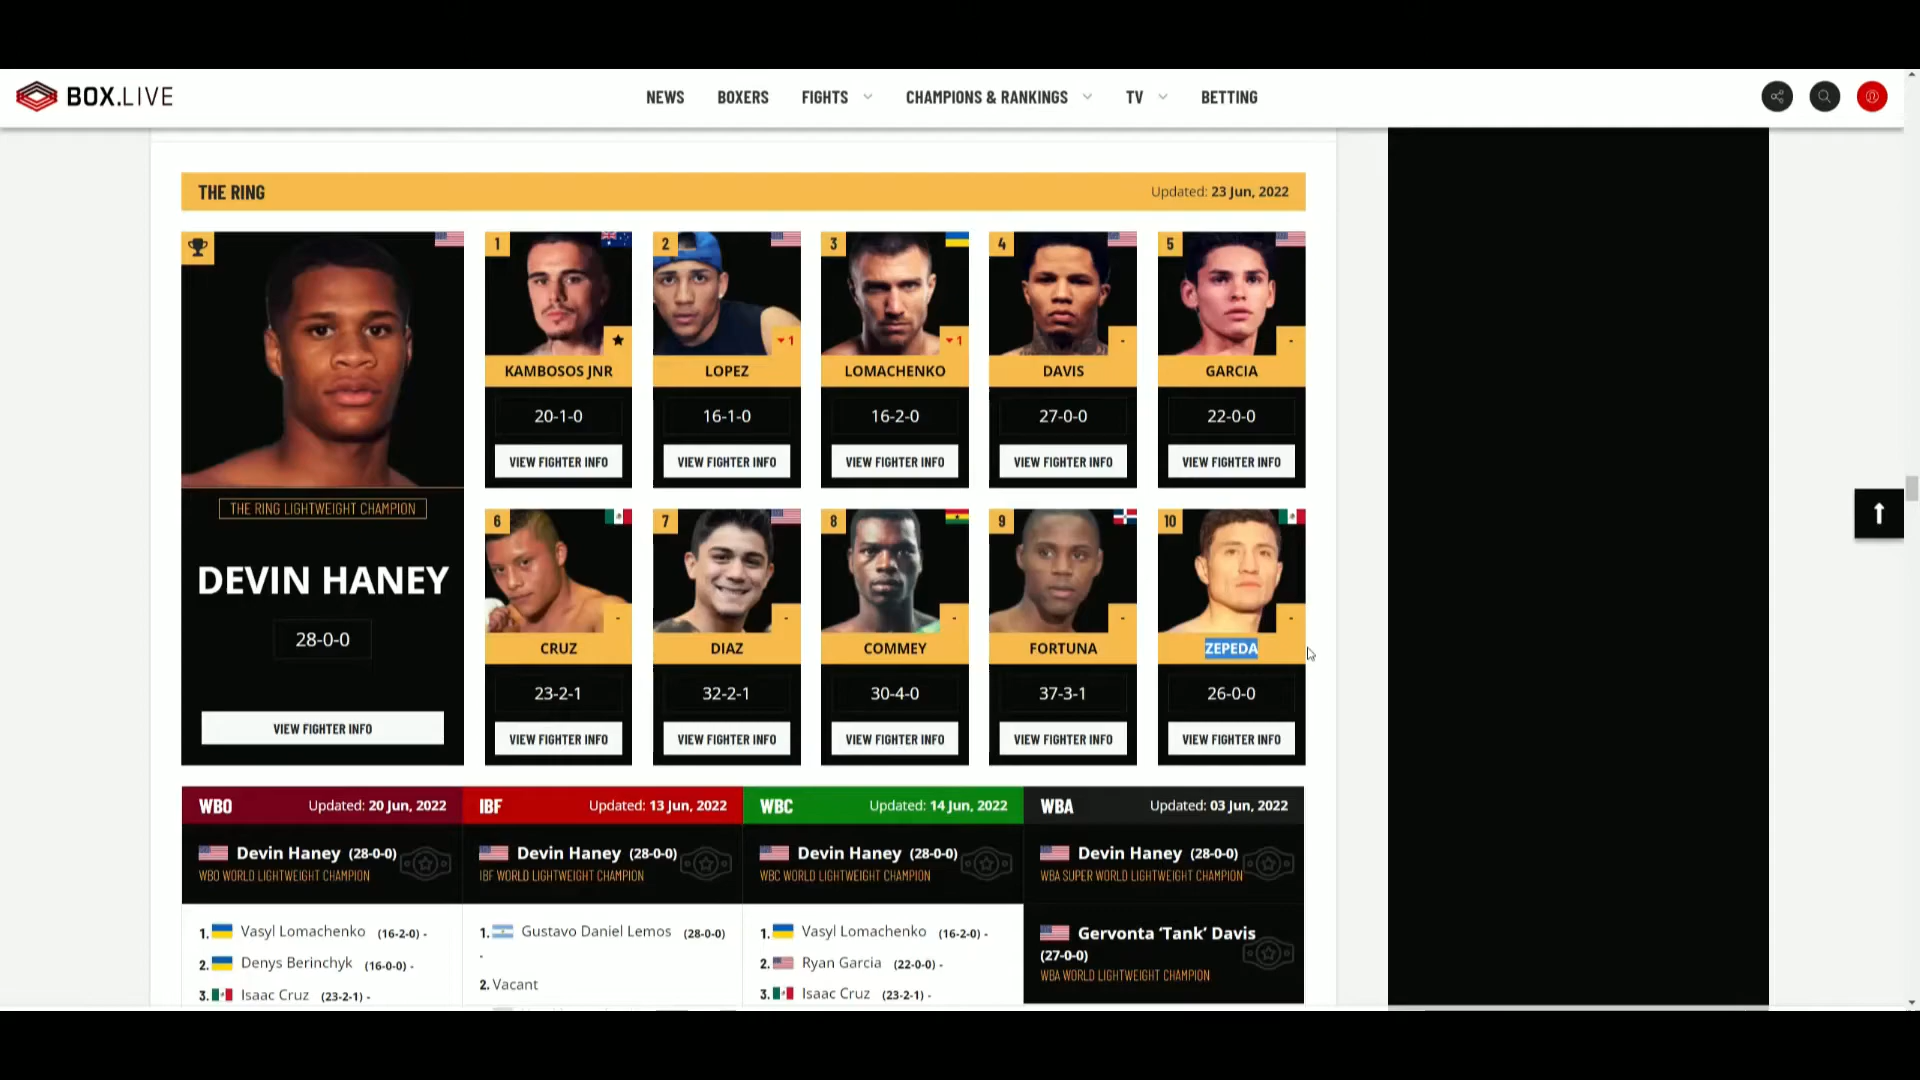 BOX.LIVE
NEWS BOXERS FIGHTS CHAMPIONS & RANKINGS TV BETTING
THE RING Updated: 23 Jun, 2022
THE RING LIGHTWEIGHT CHAMPION
DEVIN HANEY
28-0-0
VIEW FIGHTER INFO
1 2 3 4 5
1 1 - -
KAMBOSOS JNR LOPEZ LOMACHENKO DAVIS GARCIA
20-1-0 16-1-0 16-2-0 27-0-0 22-0-0
VIEW FIGHTER INFO VIEW FIGHTER INFO VIEW FIGHTER INFO VIEW FIGHTER INFO VIEW FIGHTER INFO
6 7 8 9 10
- - - - -
CRUZ DIAZ COMMEY FORTUNA ZEPEDA
23-2-1 32-2-1 30-4-0 37-3-1 26-0-0
VIEW FIGHTER INFO VIEW FIGHTER INFO VIEW FIGHTER INFO VIEW FIGHTER INFO VIEW FIGHTER INFO
WBO Updated: 20 Jun, 2022
Devin Haney (28-0-0)
WBO WORLD LIGHTWEIGHT CHAMPION
1. Vasyl Lomachenko (16-2-0) -
2. Denys Berinchyk (16-0-0) -
3. Isaac Cruz (23-2-1) -
IBF Updated: 13 Jun, 2022
Devin Haney (28-0-0)
IBF WORLD LIGHTWEIGHT CHAMPION
1. Gustavo Daniel Lemos (28-0-0)
-
2. Vacant
WBC Updated: 14 Jun, 2022
Devin Haney (28-0-0)
WBC WORLD LIGHTWEIGHT CHAMPION
1. Vasyl Lomachenko (16-2-0) -
2. Ryan Garcia (22-0-0) -
3. Isaac Cruz (23-2-1) -
WBA Updated: 03 Jun, 2022
Devin Haney (28-0-0)
WBA SUPER WORLD LIGHTWEIGHT CHAMPION
Gervonta ‘Tank’ Davis
(27-0-0)
WBA WORLD LIGHTWEIGHT CHAMPION